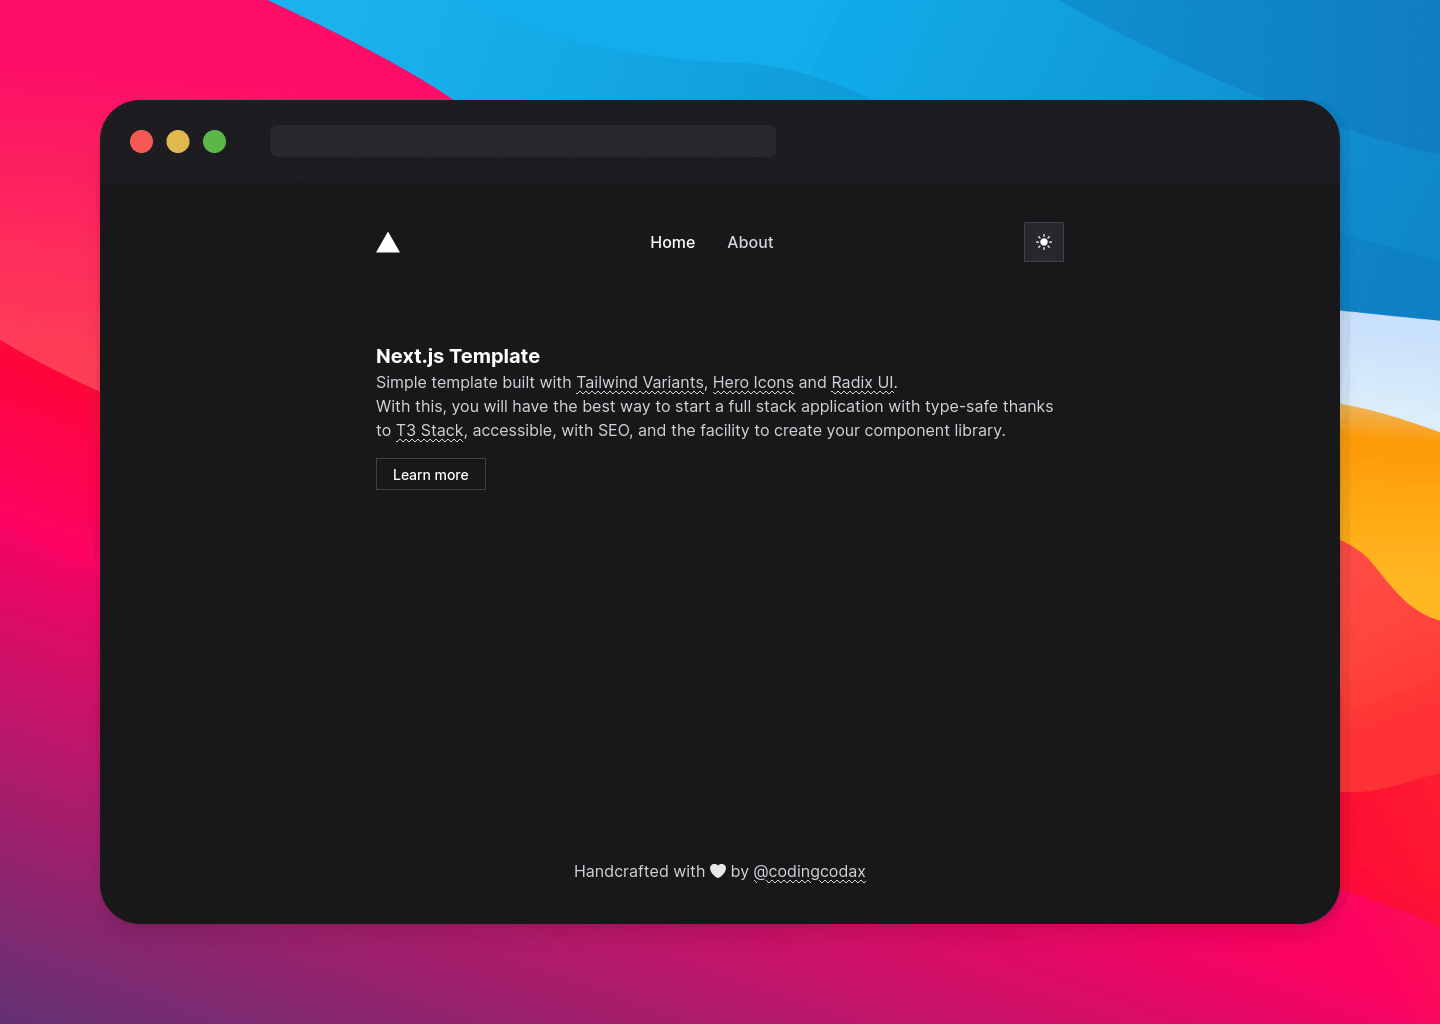 Home About
Next.js Template
Simple template built with Tailwind Variants, Hero Icons and Radix UI.
With this, you will have the best way to start a full stack application with type-safe thanks
to T3 Stack, accessible, with SEO, and the facility to create your component library.
Learn more
Handcrafted with 🤍 by @codingcodax